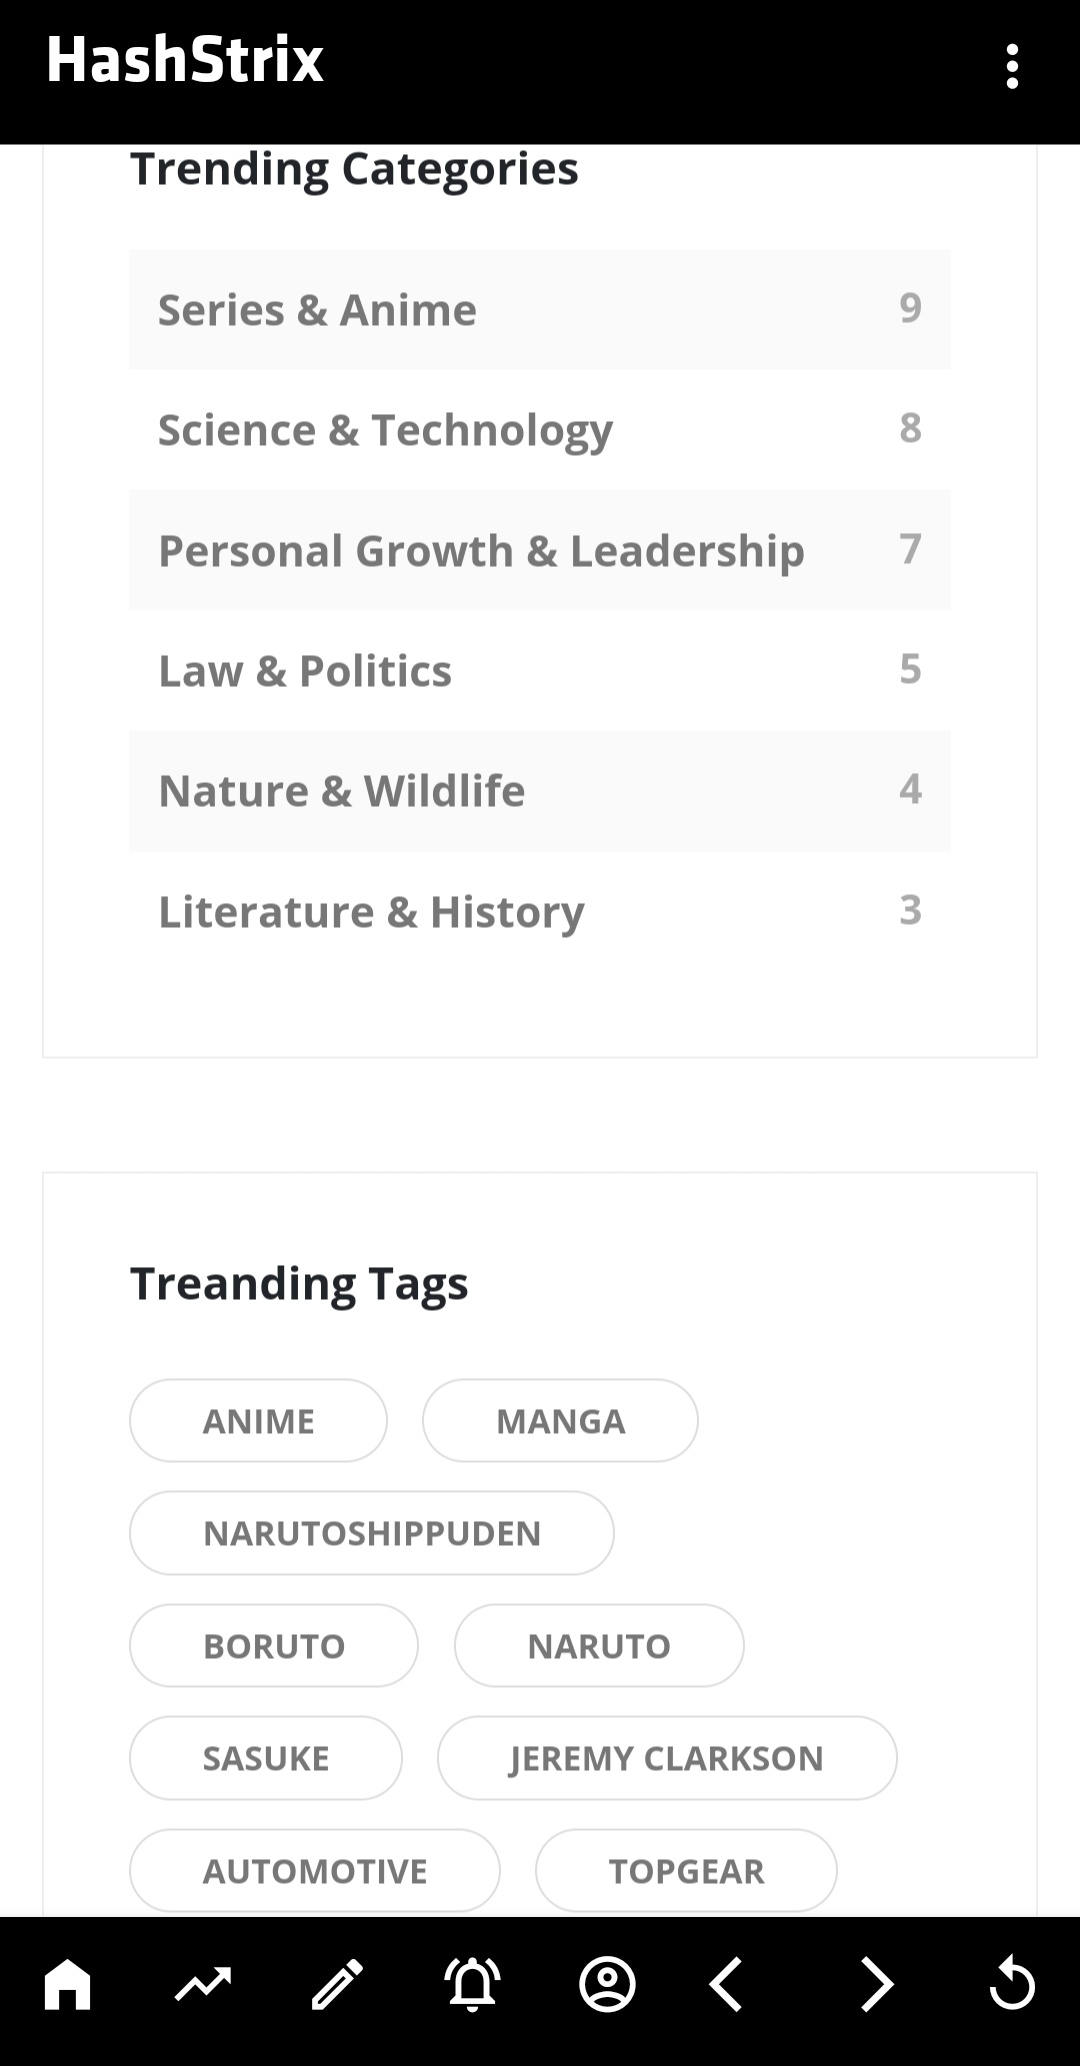 HashStrix
Trending Categories
Series & Anime 9
Science & Technology 8
Personal Growth & Leadership 7
Law & Politics 5
Nature & Wildlife 4
Literature & History 3
Treanding Tags
ANIME MANGA
NARUTOSHIPPUDEN
BORUTO NARUTO
SASUKE JEREMY CLARKSON
AUTOMOTIVE TOPGEAR